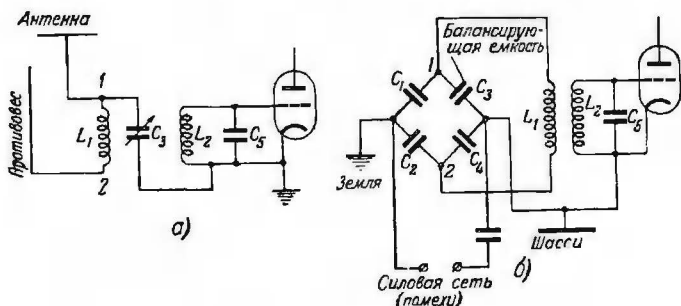 Антенна
Противовес
1
L₁
2
C₃
L₂
C₅
а)
Балансирую-
щая емкость
1
C₁
C₃
C₂
C₄
2
L₁
L₂
C₅
Земля
Шасси
Силовая сеть
(помехи)
б)